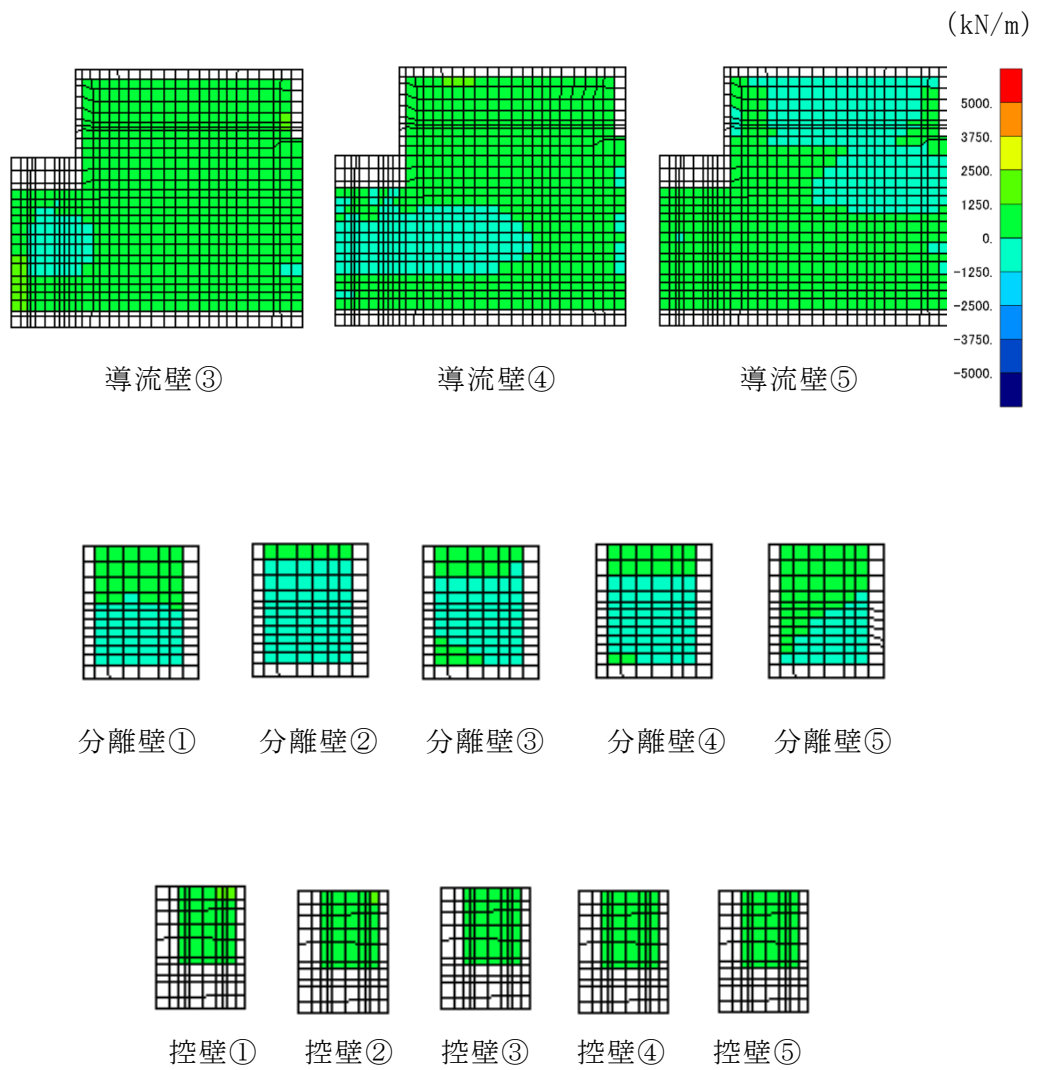 (kN/m)
5000.
3750.
2500.
1250.
0.
-1250.
-2500.
-3750.
-5000.
導流壁③
導流壁④
導流壁⑤
分離壁①
分離壁②
分離壁③
分離壁④
分離壁⑤
控壁①
控壁②
控壁③
控壁④
控壁⑤